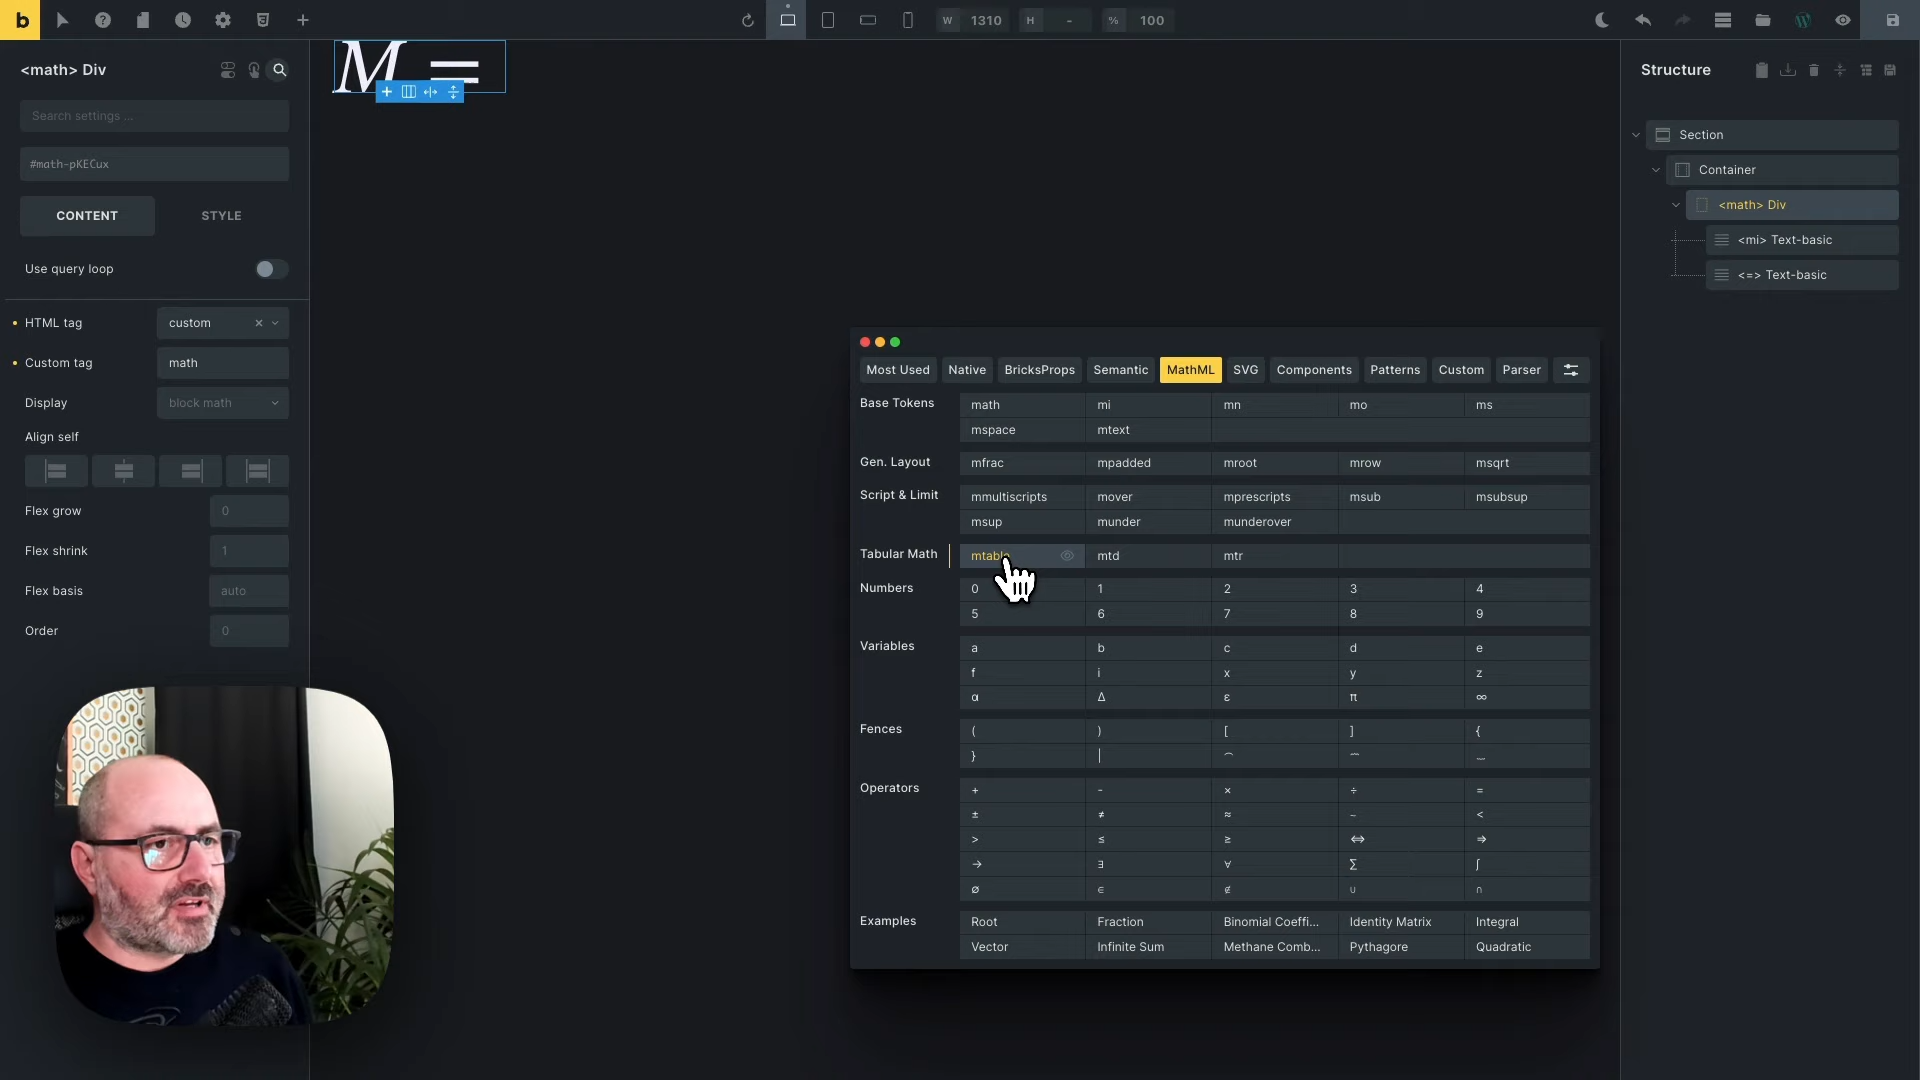 b
W 1310 H - % 100
<math> Div
Search settings ...
#math-pKECux
CONTENT STYLE
Use query loop
HTML tag custom
Custom tag math
Display block math
Align self
Flex grow 0
Flex shrink 1
Flex basis auto
Order 0
M =
Most Used Native BricksProps Semantic MathML SVG Components Patterns Custom Parser
Base Tokens math mi mn mo ms
mspace mtext
Gen. Layout mfrac mpadded mroot mrow msqrt
Script & Limit mmultiscripts mover mprescripts msub msubsup
msup munder munderover
Tabular Math mtable mtd mtr
Numbers 0 1 2 3 4
5 6 7 8 9
Variables a b c d e
f i x y z
α Δ ε π ∞
Fences ( ) [ ] {
} | ⏜ ⏞ ⏟
Operators + - × ÷ =
± ≠ ≈ ~ <
> ≤ ≥ ⇔ ⇒
→ ∃ ∀ ∑ ∫
∅ ∈ ∉ ∪ ∩
Examples Root Fraction Binomial Coeffi... Identity Matrix Integral
Vector Infinite Sum Methane Comb... Pythagore Quadratic
Structure
Section
Container
<math> Div
<mi> Text-basic
<=> Text-basic